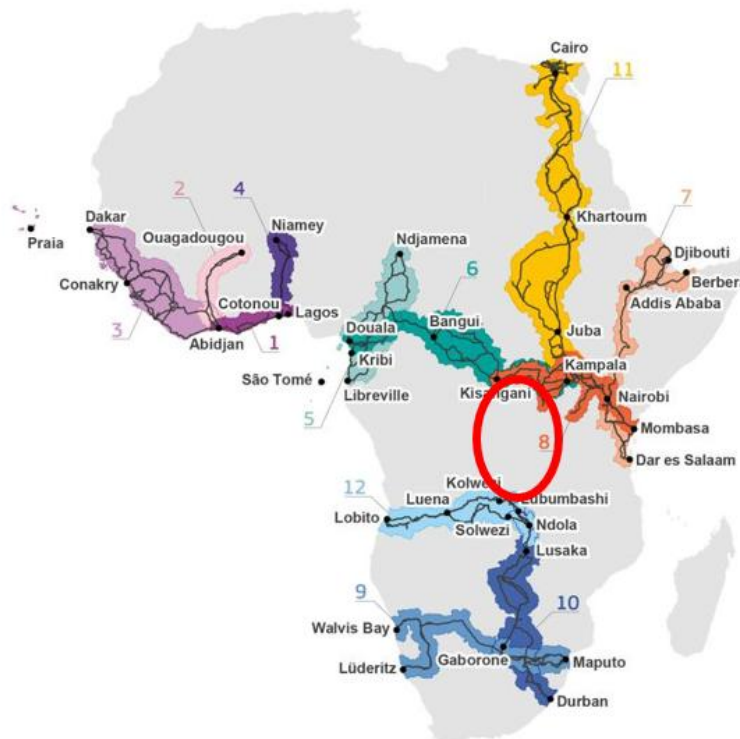 Cairo
11
2
4
7
Dakar
Niamey
Praia
Ouagadougou
Ndjamena
Khartoum
Djibouti
6
Berber
Conakry
Addis Ababa
Cotonou
Lagos
3
Bangui
Juba
Abidjan
1
Douala
Kribi
Kampala
São Tomé
Kisangani
Libreville
Nairobi
5
8
Mombasa
Dar es Salaam
12
Kolwezi
Luena
Lubumbashi
Lobito
Solwezi
Ndola
Lusaka
9
10
Walvis Bay
Gaborone
Maputo
Lüderitz
Durban